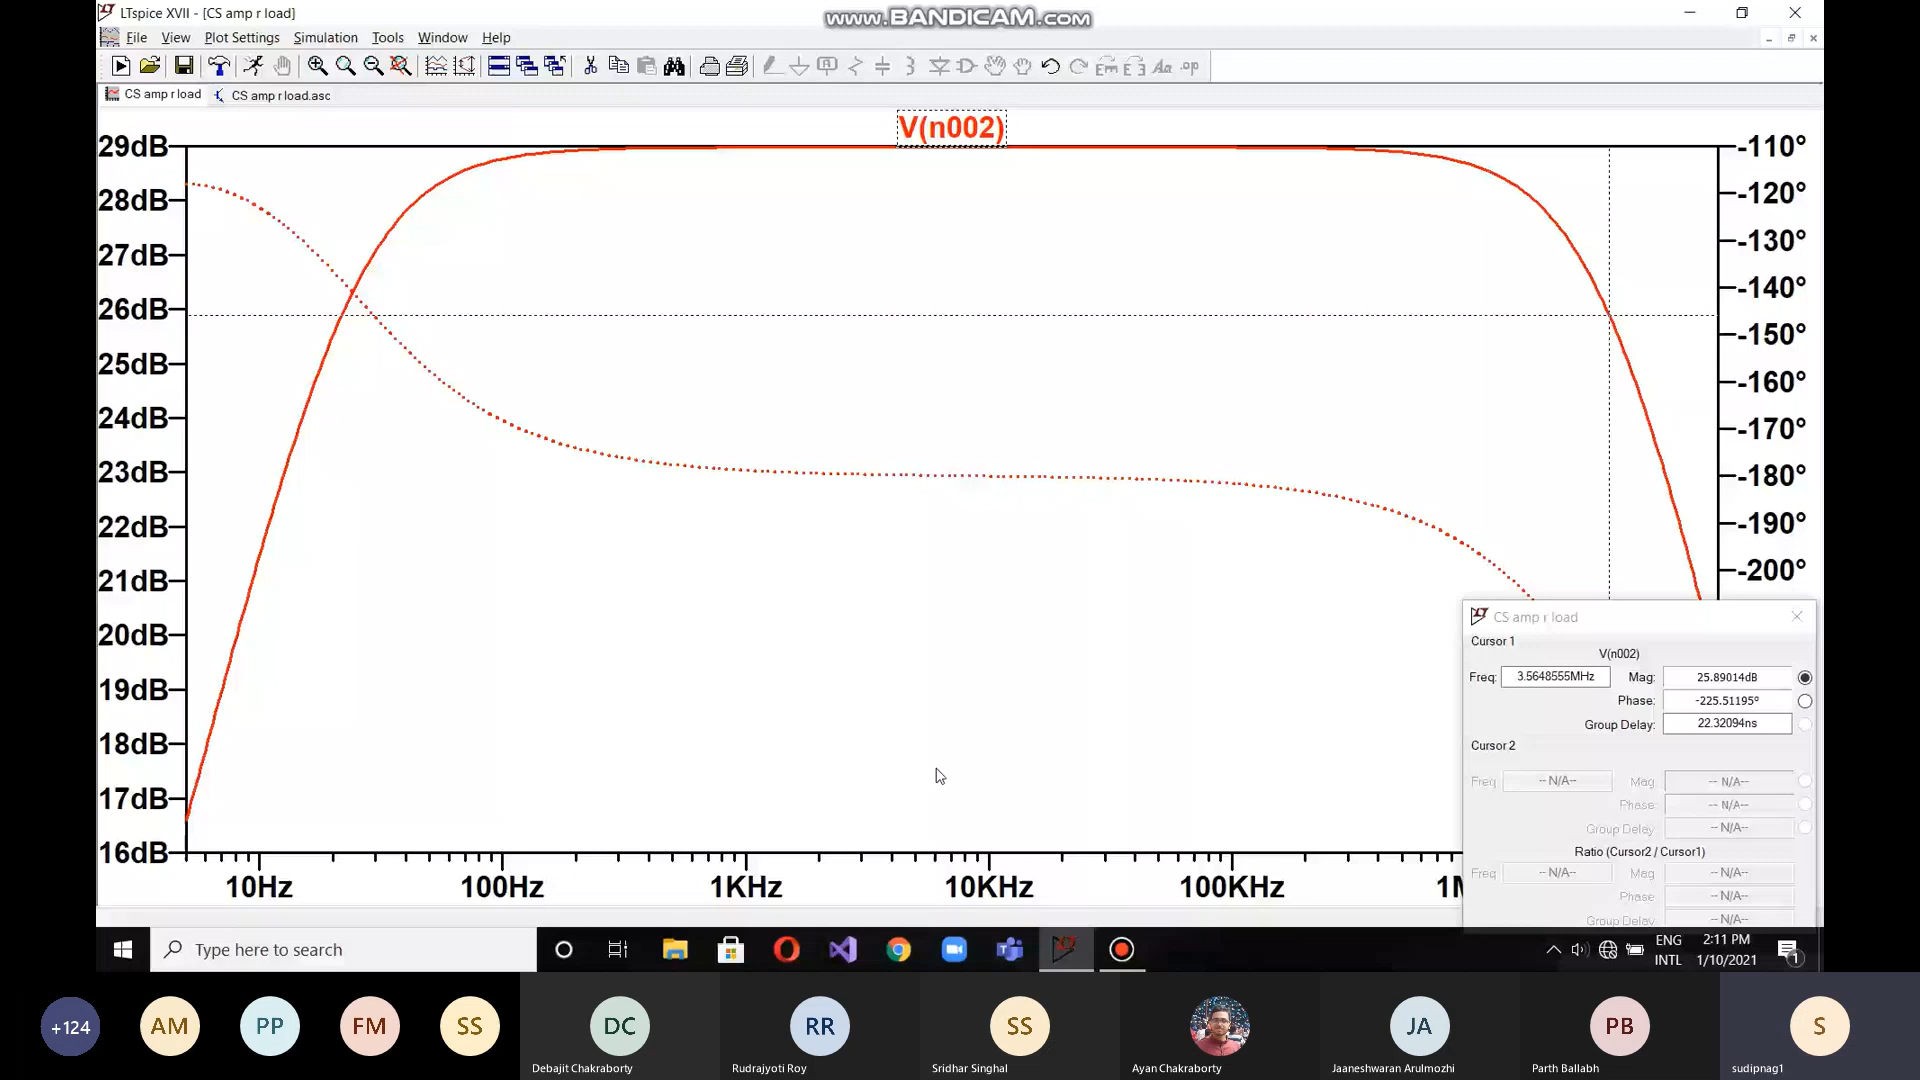 LTspice XVII - [CS amp r load]
www.BANDICAM.com
File View Plot Settings Simulation Tools Window Help
CS amp r load CS amp r load.asc
V(n002)
29dB
28dB
27dB
26dB
25dB
24dB
23dB
22dB
21dB
20dB
19dB
18dB
17dB
16dB
-110°
-120°
-130°
-140°
-150°
-160°
-170°
-180°
-190°
-200°
10Hz 100Hz 1KHz 10KHz 100KHz 1M
CS amp r load
Cursor 1
V(n002)
Freq: 3.5648555MHz Mag: 25.89014dB
Phase: -225.51195°
Group Delay: 22.32094ns
Cursor 2
Freq -- N/A-- Mag -- N/A--
Phase: -- N/A--
Group Delay: -- N/A--
Ratio (Cursor2 / Cursor1)
Freq -- N/A-- Mag -- N/A--
Phase -- N/A--
Group Delay: -- N/A--
Type here to search
ENG
INTL
2:11 PM
1/10/2021
1
+124 AM PP FM SS DC RR SS JA PB S
Debajit Chakraborty Rudrajyoti Roy Sridhar Singhal Ayan Chakraborty Jaaneshwaran Arulmozhi Parth Ballabh sudipnag1